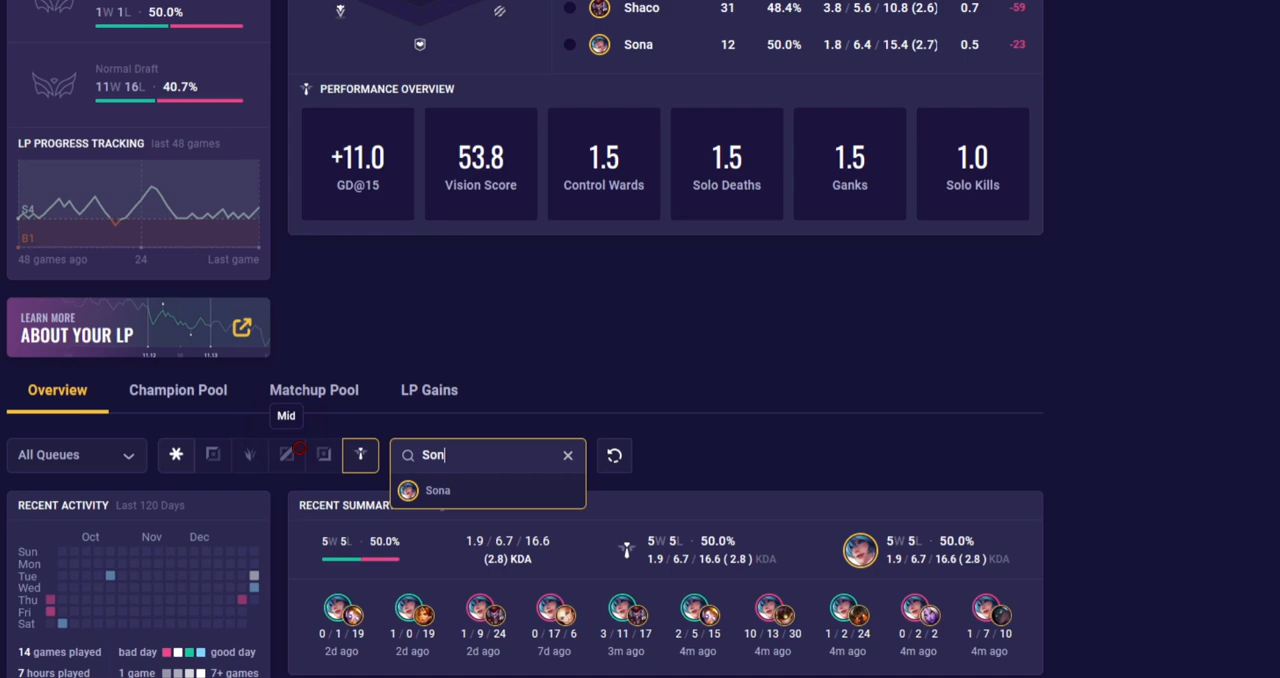 1W 1L · 50.0%
Normal Draft
11W 16L · 40.7%
LP PROGRESS TRACKING last 48 games
S4
B1
48 games ago 24 Last game
LEARN MORE
ABOUT YOUR LP
Shaco 31 48.4% 3.8 / 5.6 / 10.8 (2.6) 0.7 -59
Sona 12 50.0% 1.8 / 6.4 / 15.4 (2.7) 0.5 -23
PERFORMANCE OVERVIEW
+11.0 53.8 1.5 1.5 1.5 1.0
GD@15 Vision Score Control Wards Solo Deaths Ganks Solo Kills
Overview Champion Pool Matchup Pool LP Gains
Mid
All Queues Son
Sona
RECENT ACTIVITY Last 120 Days
Oct Nov Dec
Sun
Mon
Tue
Wed
Thu
Fri
Sat
14 games played bad day good day
7 hours played 1 game 7+ games
RECENT SUMMAR
5W 5L · 50.0% 1.9 / 6.7 / 16.6 5W 5L · 50.0% 5W 5L · 50.0%
(2.8) KDA 1.9 / 6.7 / 16.6 ( 2.8 ) KDA 1.9 / 6.7 / 16.6 ( 2.8 ) KDA
0 / 1 / 19 1 / 0 / 19 1 / 9 / 24 0 / 17 / 6 3 / 11 / 17 2 / 5 / 15 10 / 13 / 30 1 / 2 / 24 0 / 2 / 2 1 / 7 / 10
2d ago 2d ago 2d ago 7d ago 3m ago 4m ago 4m ago 4m ago 4m ago 4m ago